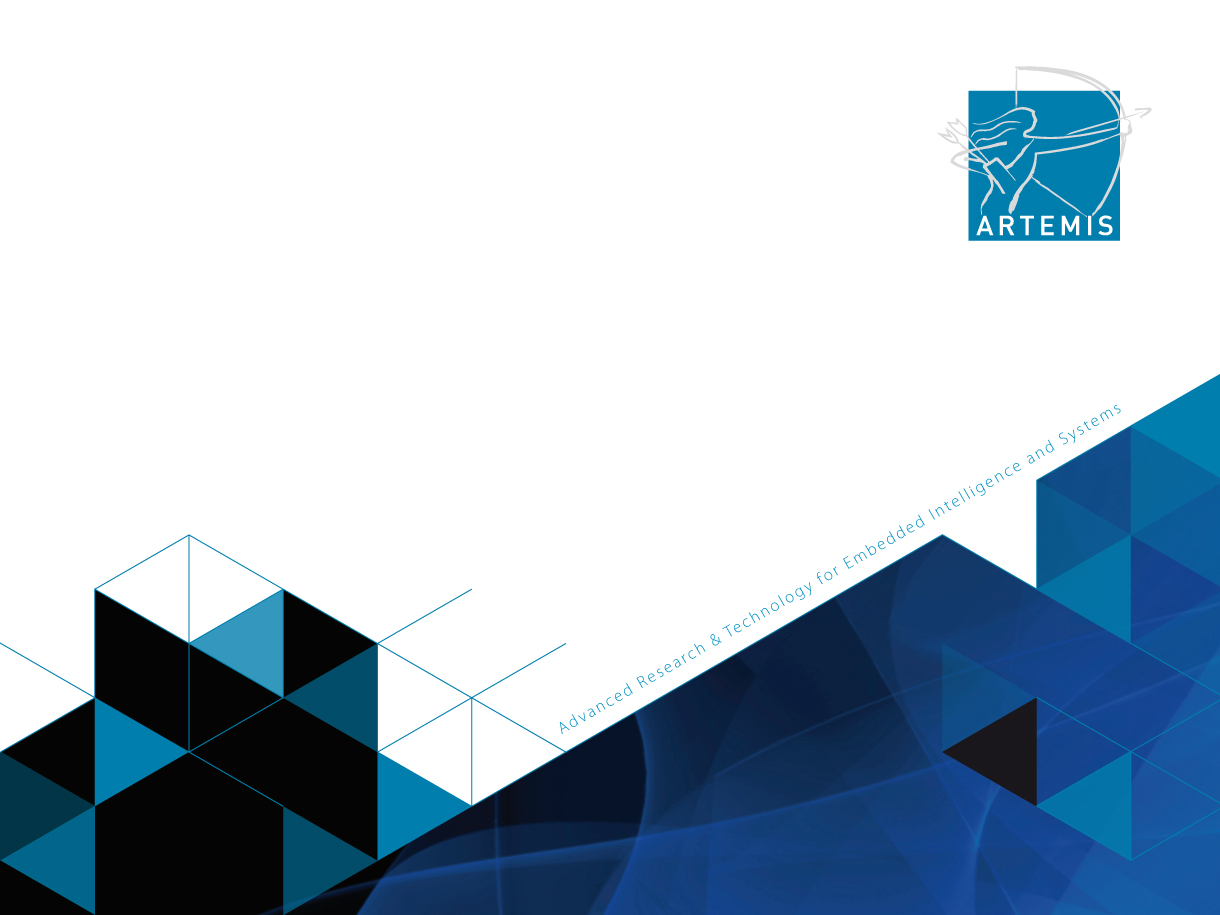 ARTEMIS
Advanced Research & Technology for Embedded Intelligence and Systems